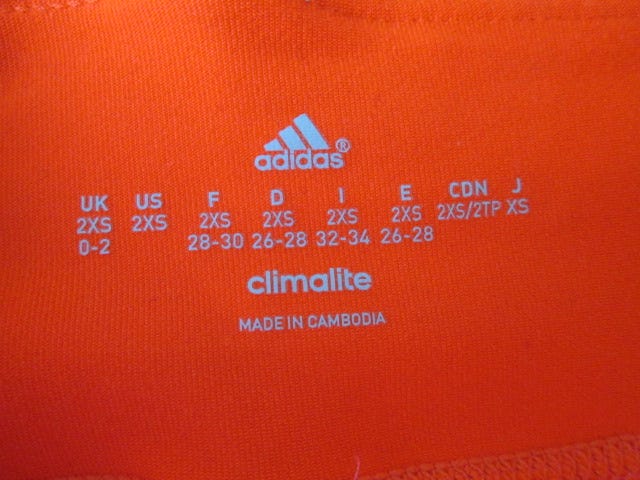 adidas®
UK US F D I E CDN J
2XS 2XS 2XS 2XS 2XS 2XS 2XS/2TP XS
0-2 28-30 26-28 32-34 26-28
climalite
MADE IN CAMBODIA